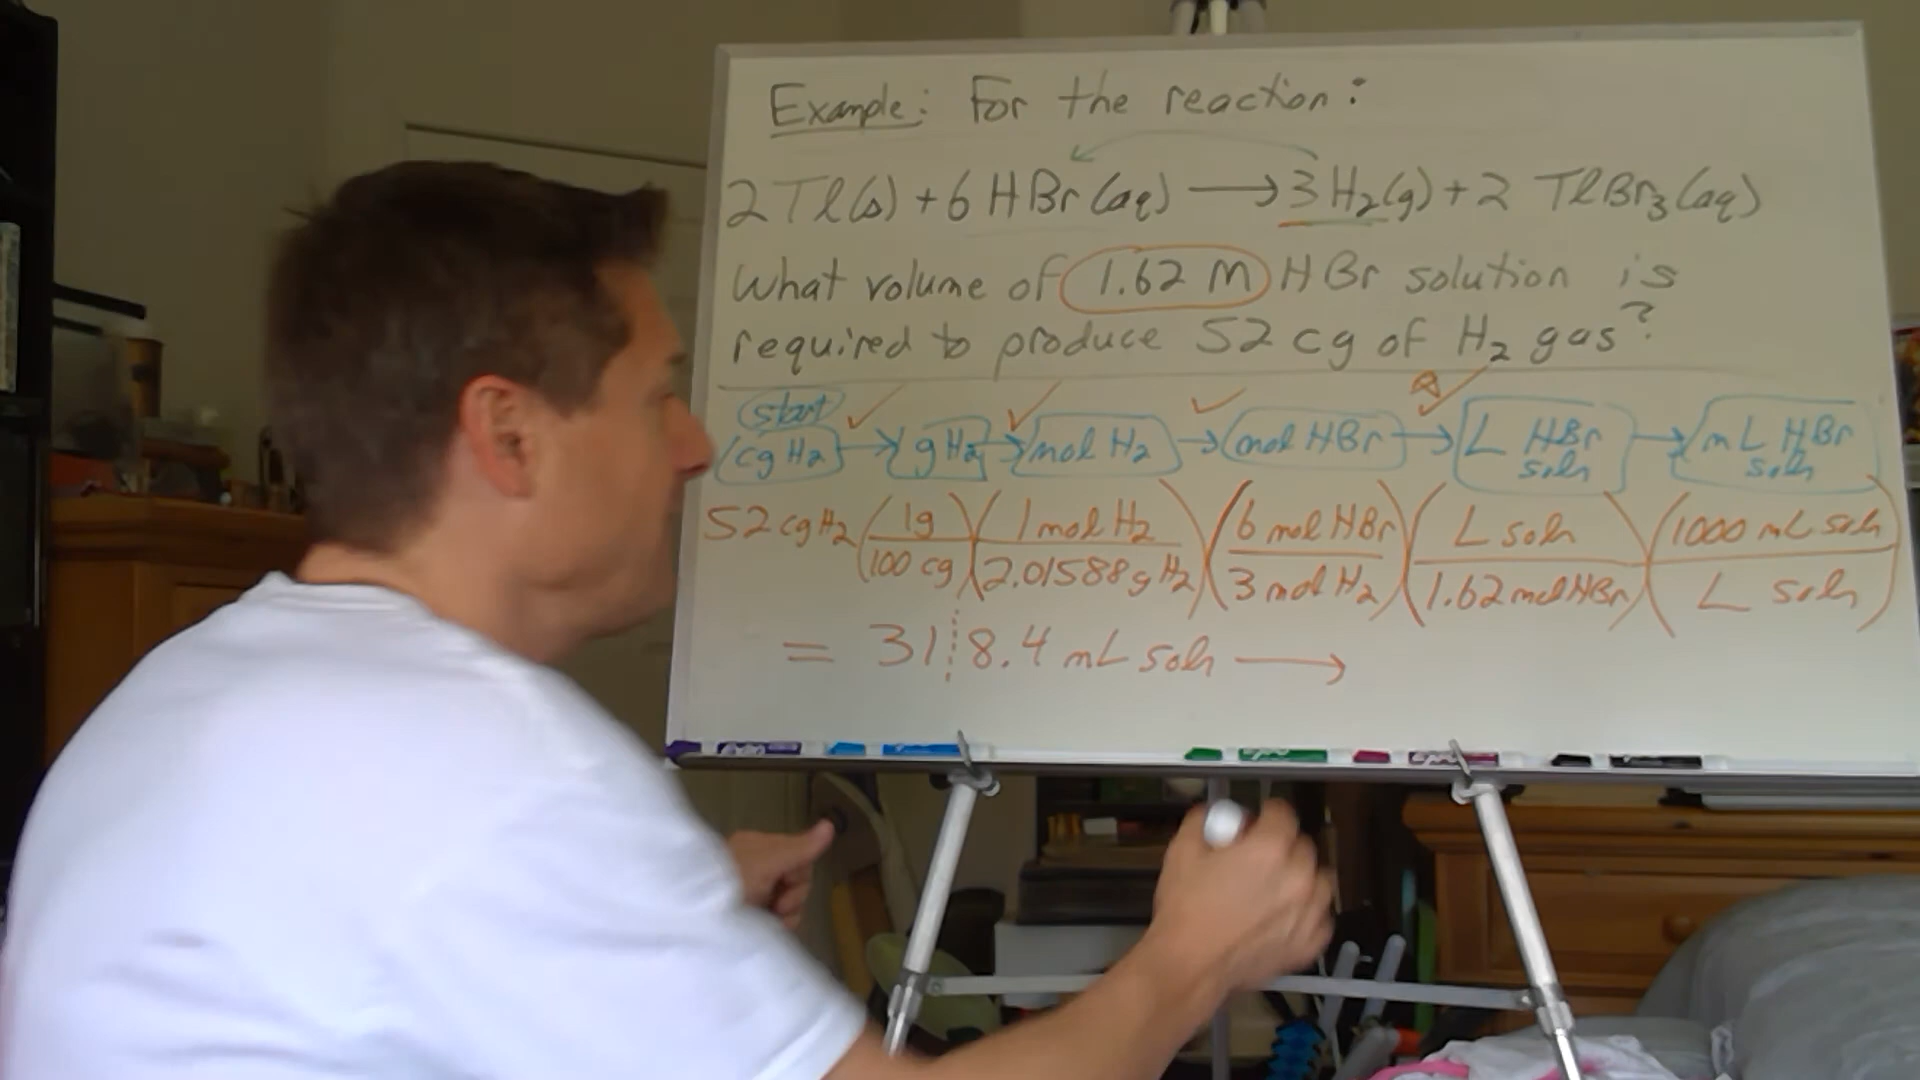 Example: For the reaction:
2 Tl(s) + 6 HBr(aq) → 3 H₂(g) + 2 TlBr₃(aq)
What volume of 1.62 M HBr solution is
required to produce 52 cg of H₂ gas?
start
cg H₂ → g H₂ → mol H₂ → mol HBr → L HBr soln → mL HBr soln
52 cg H₂ (1g / 100 cg) (1 mol H₂ / 2.01588 g H₂) (6 mol HBr / 3 mol H₂) (L soln / 1.62 mol HBr) (1000 mL soln / L soln)
= 318.4 mL soln →